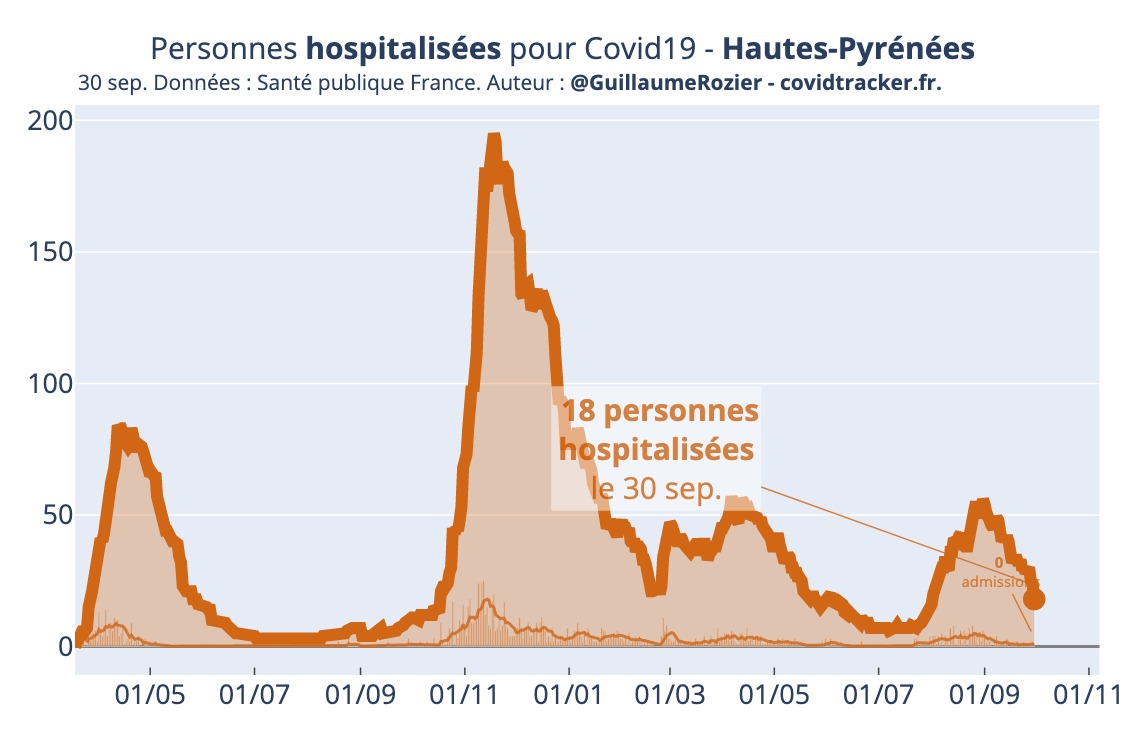 Personnes hospitalisées pour Covid19 - Hautes-Pyrénées
30 sep. Données : Santé publique France. Auteur : @GuillaumeRozier - covidtracker.fr.
200
150
100
50
0
18 personnes
hospitalisées
le 30 sep.
0
admissions
01/05
01/07
01/09
01/11
01/01
01/03
01/05
01/07
01/09
01/11